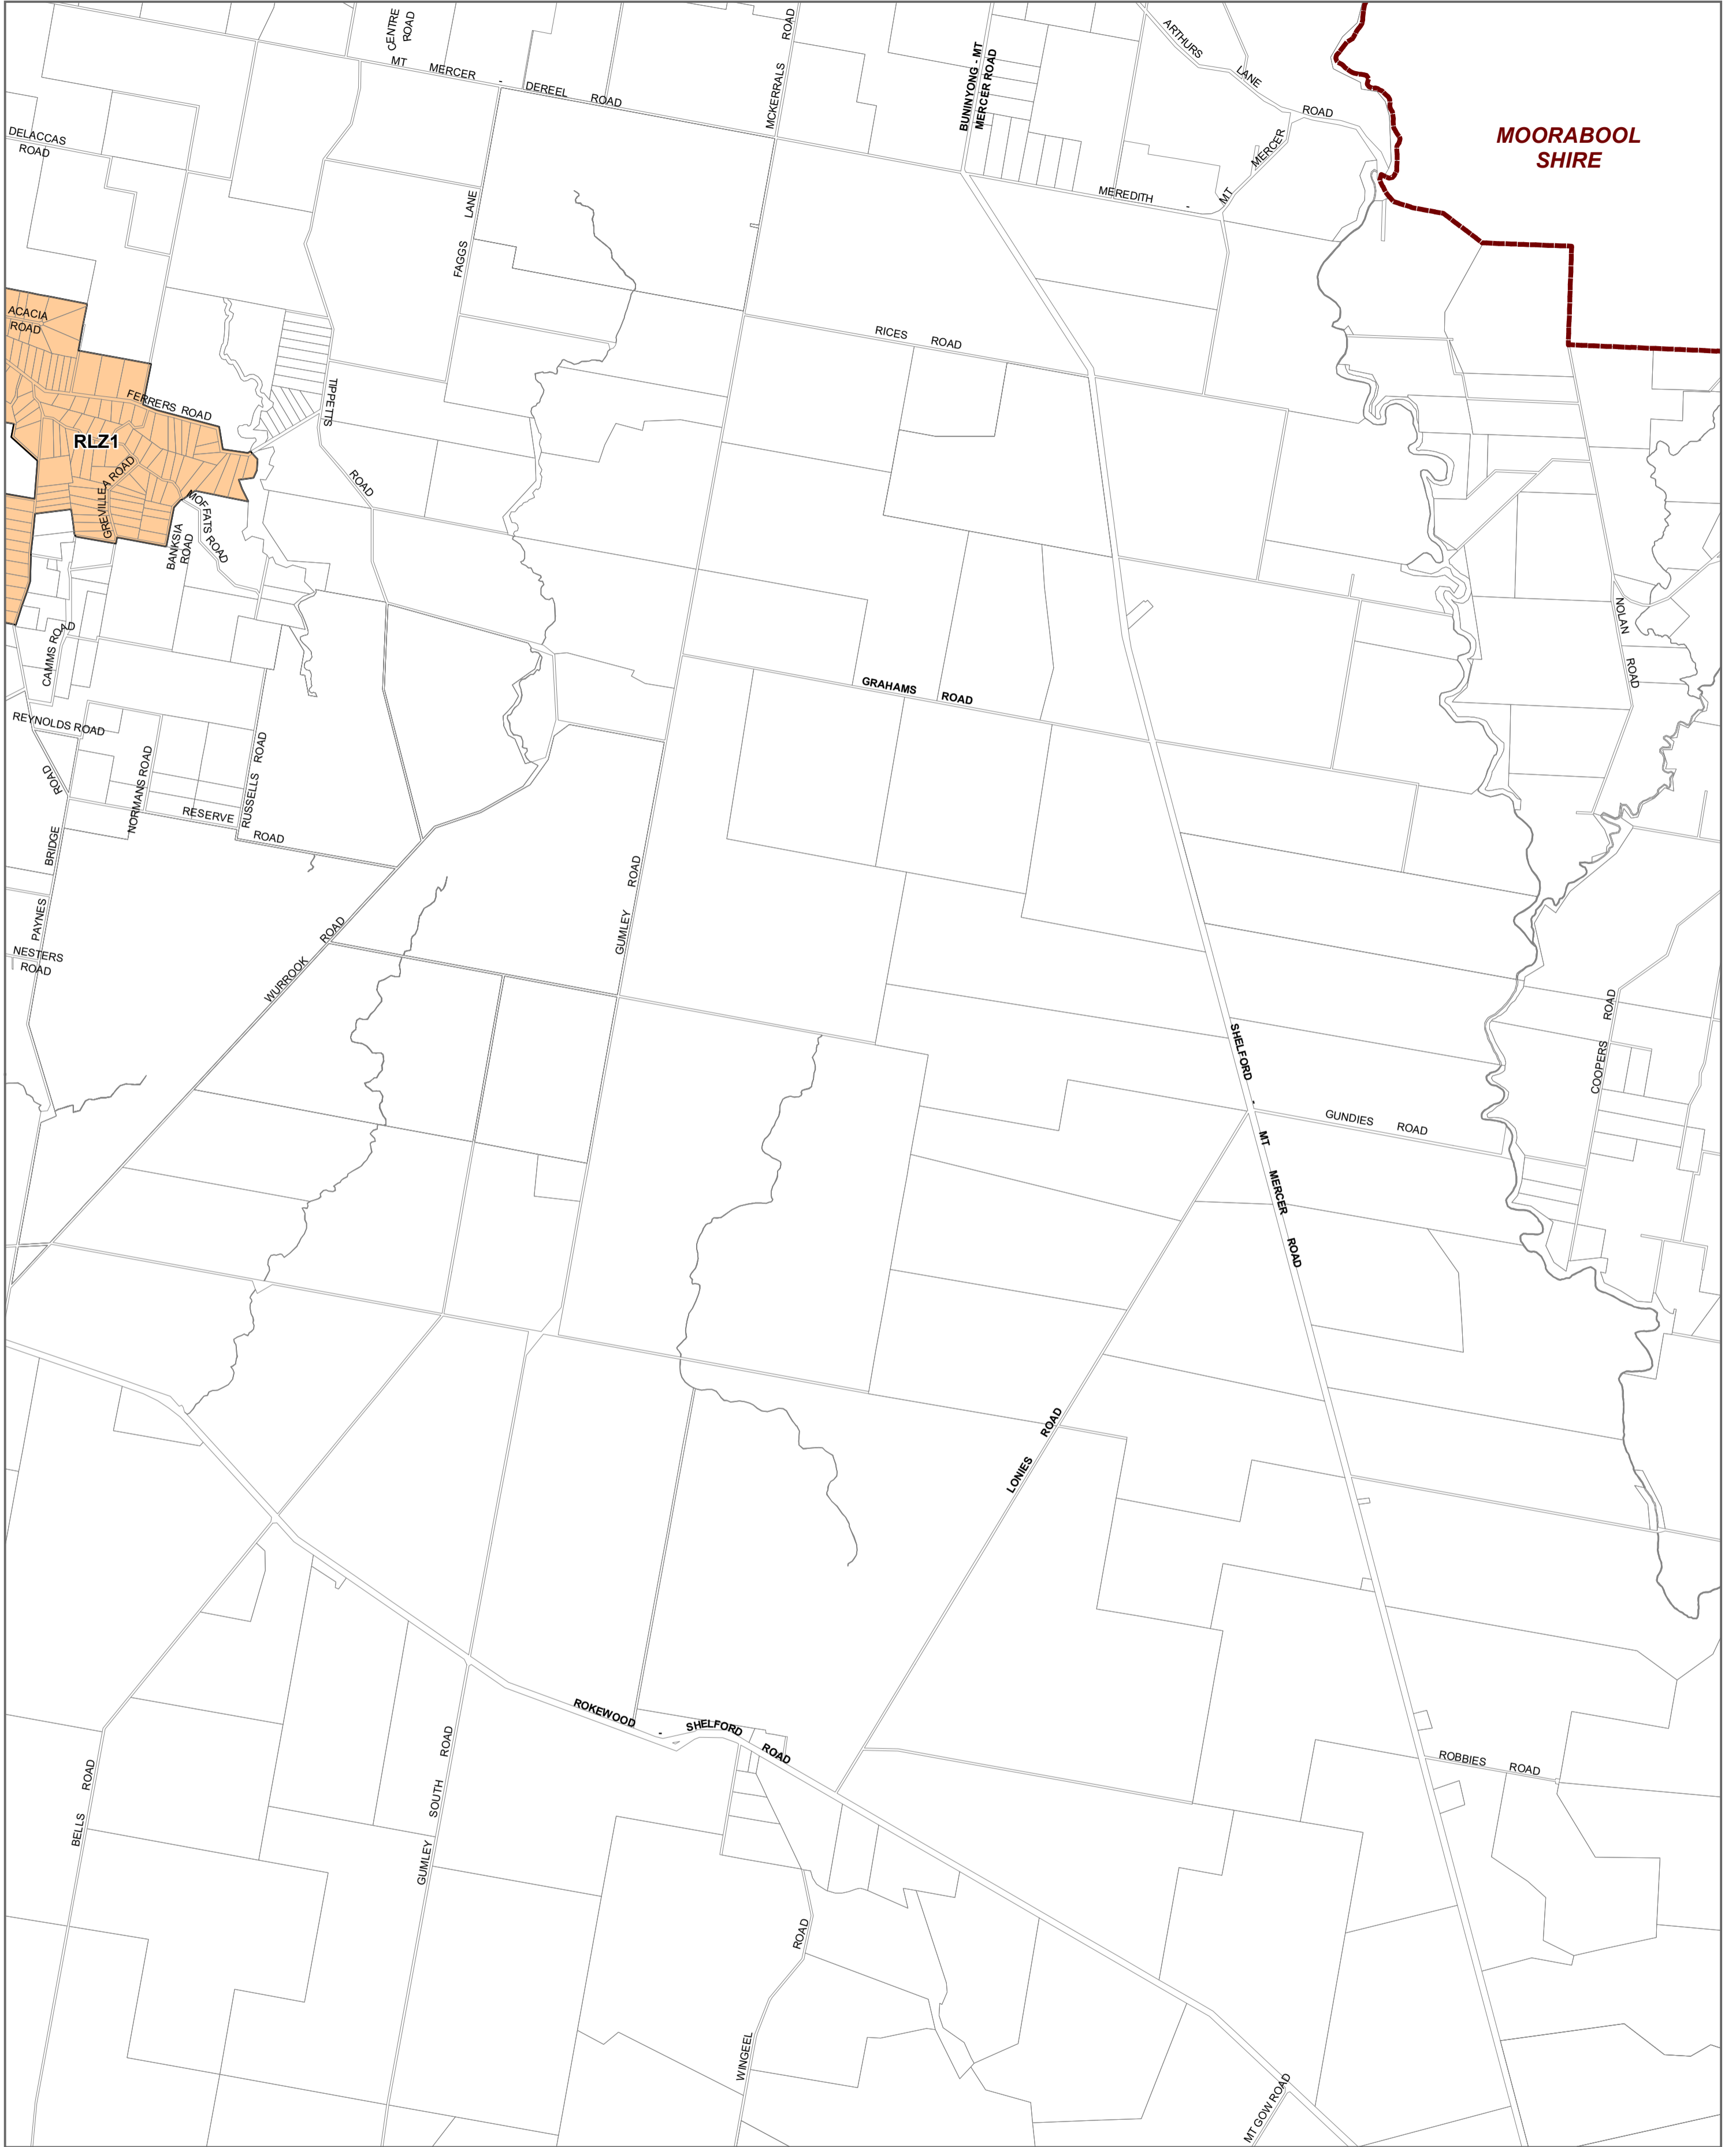 CENTRE
ROAD
MT MERCER - DEREEL ROAD
MCKERRALS ROAD
BUNINYONG - MT
MERCER ROAD
ARTHURS LANE
ROAD
MOORABOOL
SHIRE
DELACCAS
ROAD
MEREDITH - MT MERCER
FAGGS LANE
ACACIA
ROAD
RICES ROAD
FERRERS ROAD
TIPPETTS ROAD
RLZ1
GREVILLEA ROAD
MOFFATS ROAD
BANKSIA
ROAD
NOLAN ROAD
CAMMS ROAD
GRAHAMS ROAD
REYNOLDS ROAD
NORMANS ROAD
RUSSELLS ROAD
RESERVE ROAD
PAYNES BRIDGE ROAD
GUMLEY ROAD
NESTERS
ROAD
WURROOK ROAD
COOPERS ROAD
SHELFORD - MT MERCER ROAD
GUNDIES ROAD
LONIES ROAD
ROKEWOOD - SHELFORD ROAD
ROBBIES ROAD
BELLS ROAD
GUMLEY SOUTH ROAD
WINGEEL ROAD
MT GOW ROAD